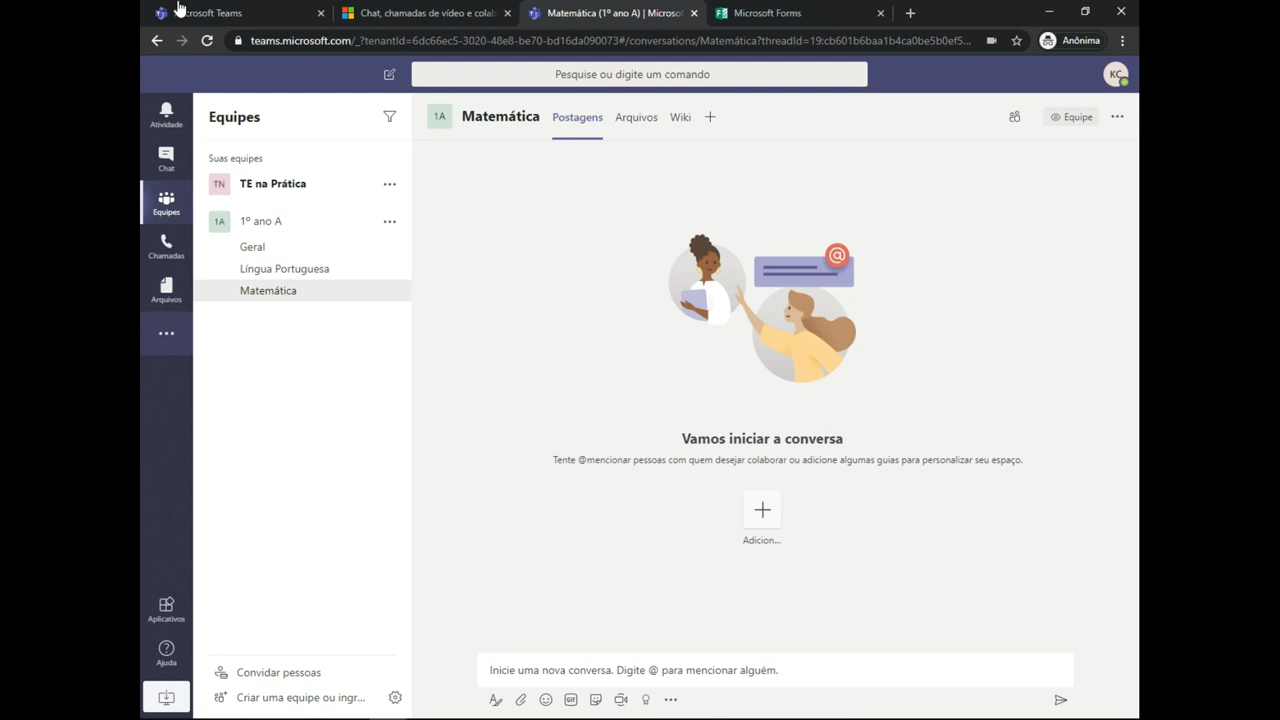 crosoft Teams
Chat, chamadas de vídeo e colab
Matemática (1º ano A) | Microsof
Microsoft Forms
teams.microsoft.com/_?tenantId=6dc66ec5-3020-48e8-be70-bd16da090073#/conversations/Matemática?threadId=19:cb601b6baa1b4ca0be5b0ef5...
Anônima
Pesquise ou digite um comando
KC
Atividade
Chat
Equipes
Chamadas
Arquivos
Aplicativos
Ajuda
Equipes
Suas equipes
TN TE na Prática
1A 1º ano A
Geral
Língua Portuguesa
Matemática
Convidar pessoas
Criar uma equipe ou ingr...
1A Matemática Postagens Arquivos Wiki
Equipe
@
Vamos iniciar a conversa
Tente @mencionar pessoas com quem desejar colaborar ou adicione algumas guias para personalizar seu espaço.
Adicion...
Inicie uma nova conversa. Digite @ para mencionar alguém.
GIF